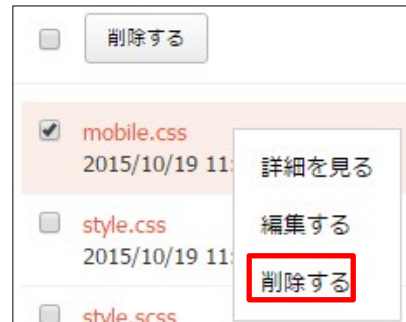 削除する
mobile.css
2015/10/19 11:
詳細を見る
style.css
編集する
2015/10/19 11:
削除する
style.scss